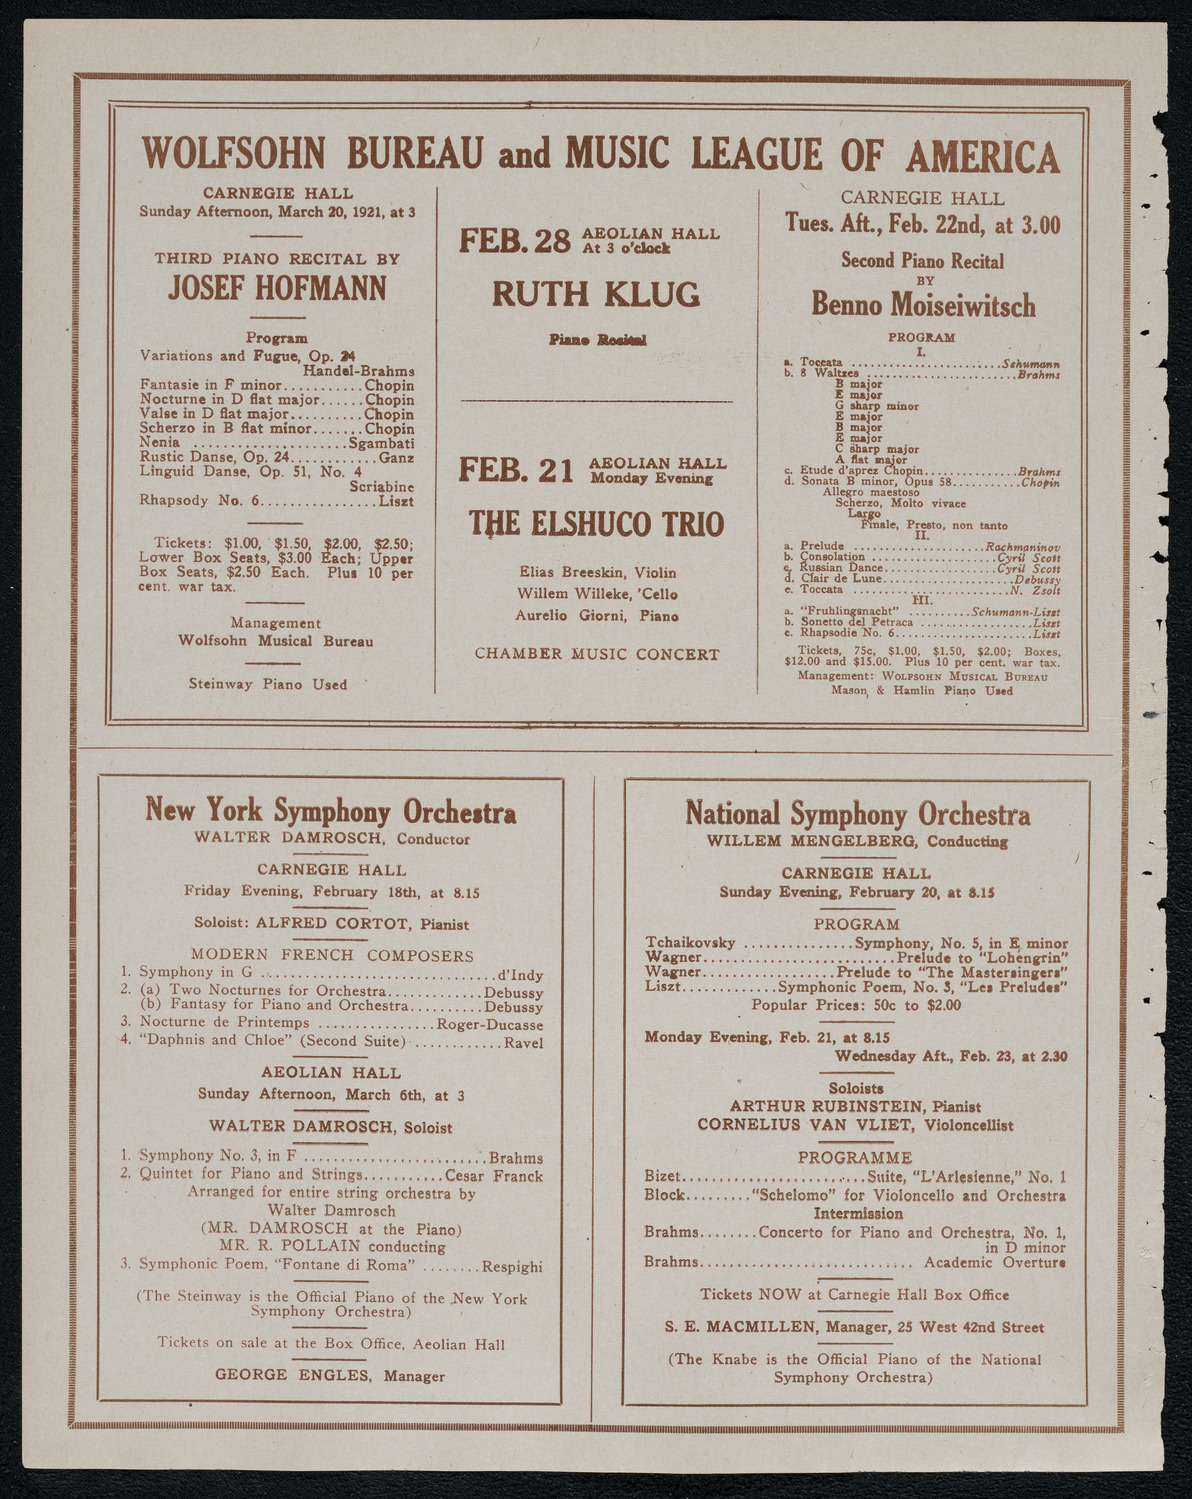 WOLFSOHN BUREAU and MUSIC LEAGUE OF AMERICA
CARNEGIE HALL
Sunday Afternoon, March 20, 1921, at 3
THIRD PIANO RECITAL BY
JOSEF HOFMANN
Program
Variations and Fugue, Op. 24
Handel-Brahms
Fantasie in F minor..........Chopin
Nocturne in D flat major......Chopin
Valse in D flat major..........Chopin
Scherzo in B flat minor.......Chopin
Nenia ...................Sgambati
Rustic Danse, Op. 24...........Ganz
Linguid Danse, Op. 51, No. 4
Scriabine
Rhapsody No. 6...............Liszt
Tickets: $1.00, $1.50, $2.00, $2.50;
Lower Box Seats, $3.00 Each; Upper
Box Seats, $2.50 Each. Plus 10 per
cent. war tax.
Management
Wolfsohn Musical Bureau
Steinway Piano Used
FEB. 28 AEOLIAN HALL
At 3 o'clock
RUTH KLUG
Piano Recital
FEB. 21 AEOLIAN HALL
Monday Evening
THE ELSHUCO TRIO
Elias Breeskin, Violin
Willem Willeke, 'Cello
Aurelio Giorni, Piano
CHAMBER MUSIC CONCERT
CARNEGIE HALL
Tues. Aft., Feb. 22nd, at 3.00
Second Piano Recital
BY
Benno Moiseiwitsch
PROGRAM
I.
a. Toccata ......................Schumann
b. 8 Waltzes ......................Brahms
B major
E major
G sharp minor
E major
B major
E major
C sharp major
A flat major
c. Etude d'aprez Chopin.............Brahms
d. Sonata B minor, Opus 58..........Chopin
Allegro maestoso
Scherzo, Molto vivace
Largo
Finale, Presto, non tanto
II.
a. Prelude ...................Rachmaninov
b. Consolation ..................Cyril Scott
c. Russian Dance................Cyril Scott
d. Clair de Lune...................Debussy
e. Toccata ......................N. Zsolt
III.
a. "Fruhlingsnacht" ..........Schumann-Liszt
b. Sonetto del Petraca ................Liszt
c. Rhapsodie No. 6....................Liszt
Tickets, 75c, $1.00, $1.50, $2.00; Boxes,
$12.00 and $15.00. Plus 10 per cent. war tax.
Management: WOLFSOHN MUSICAL BUREAU
Mason & Hamlin Piano Used
New York Symphony Orchestra
WALTER DAMROSCH, Conductor
CARNEGIE HALL
Friday Evening, February 18th, at 8.15
Soloist: ALFRED CORTOT, Pianist
MODERN FRENCH COMPOSERS
1. Symphony in G ..............................d'Indy
2. (a) Two Nocturnes for Orchestra............Debussy
(b) Fantasy for Piano and Orchestra..........Debussy
3. Nocturne de Printemps ...............Roger-Ducasse
4. "Daphnis and Chloe" (Second Suite)............Ravel
AEOLIAN HALL
Sunday Afternoon, March 6th, at 3
WALTER DAMROSCH, Soloist
1. Symphony No. 3, in F ........................Brahms
2. Quintet for Piano and Strings..........Cesar Franck
Arranged for entire string orchestra by
Walter Damrosch
(MR. DAMROSCH at the Piano)
MR. R. POLLAIN conducting
3. Symphonic Poem, "Fontane di Roma" ........Respighi
(The Steinway is the Official Piano of the New York
Symphony Orchestra)
Tickets on sale at the Box Office, Aeolian Hall
GEORGE ENGLES, Manager
National Symphony Orchestra
WILLEM MENGELBERG, Conducting
CARNEGIE HALL
Sunday Evening, February 20, at 8.15
PROGRAM
Tchaikovsky ...............Symphony, No. 5, in E minor
Wagner..........................Prelude to "Lohengrin"
Wagner..................Prelude to "The Mastersingers"
Liszt.............Symphonic Poem, No. 3, "Les Preludes"
Popular Prices: 50c to $2.00
Monday Evening, Feb. 21, at 8.15
Wednesday Aft., Feb. 23, at 2.30
Soloists
ARTHUR RUBINSTEIN, Pianist
CORNELIUS VAN VLIET, Violoncellist
PROGRAMME
Bizet.........................Suite, "L'Arlesienne," No. 1
Block.........."Schelomo" for Violoncello and Orchestra
Intermission
Brahms........Concerto for Piano and Orchestra, No. 1,
in D minor
Brahms............................ Academic Overture
Tickets NOW at Carnegie Hall Box Office
S. E. MACMILLEN, Manager, 25 West 42nd Street
(The Knabe is the Official Piano of the National
Symphony Orchestra)